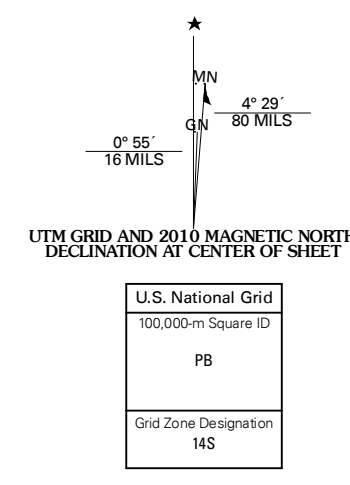 ★
MN
4° 29´
80 MILS
GN
0° 55´
16 MILS
UTM GRID AND 2010 MAGNETIC NORTH
DECLINATION AT CENTER OF SHEET
U.S. National Grid
100,000-m Square ID
PB
Grid Zone Designation
14S